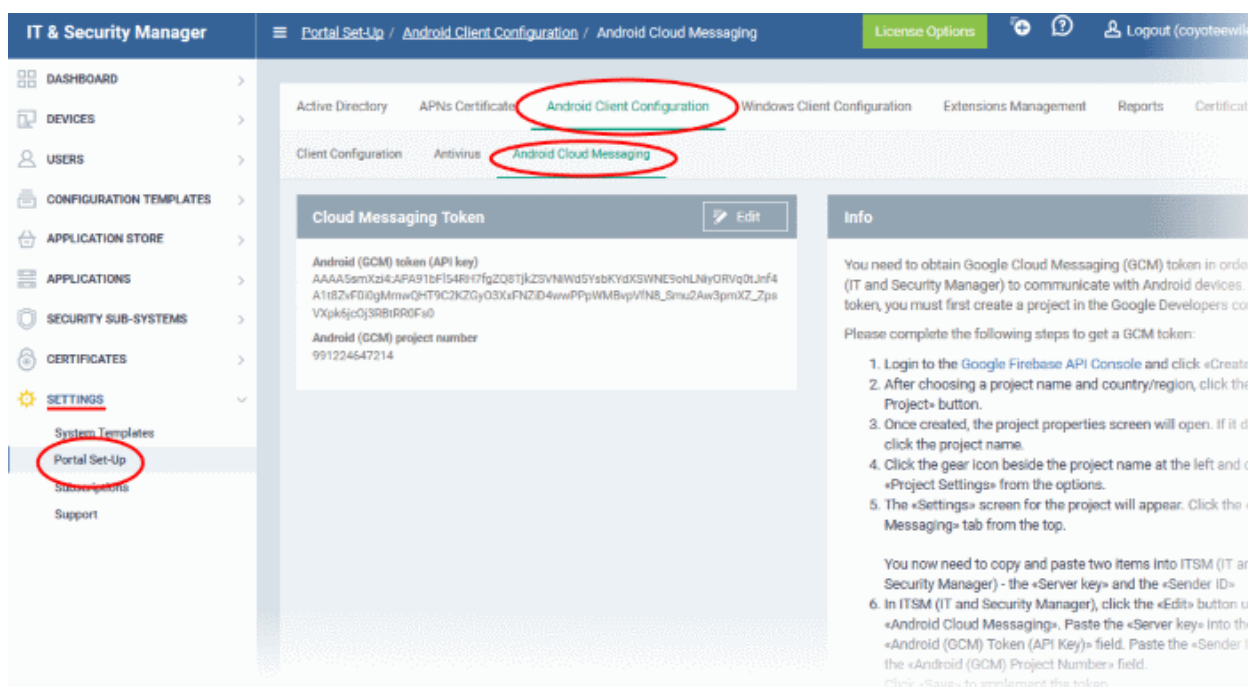 IT & Security Manager
Portal Set-Up / Android Client Configuration / Android Cloud Messaging
License Options
Logout (coyoteewil
DASHBOARD
DEVICES
USERS
CONFIGURATION TEMPLATES
APPLICATION STORE
APPLICATIONS
SECURITY SUB-SYSTEMS
CERTIFICATES
SETTINGS
System Templates
Portal Set-Up
Subscriptions
Support
Active Directory APNs Certificate Android Client Configuration Windows Client Configuration Extensions Management Reports Certificat
Client Configuration Antivirus Android Cloud Messaging
Cloud Messaging Token
Edit
Android (GCM) token (API key)
Android (GCM) project number
991224647214
Info
You need to obtain Google Cloud Messaging (GCM) token in orde
(IT and Security Manager) to communicate with Android devices.
token, you must first create a project in the Google Developers co
Please complete the following steps to get a GCM token:
1. Login to the Google Firebase API Console and click «Create
2. After choosing a project name and country/region, click the
Project» button.
3. Once created, the project properties screen will open. If it d
click the project name.
4. Click the gear icon beside the project name at the left and c
«Project Settings» from the options.
5. The «Settings» screen for the project will appear. Click the «
Messaging» tab from the top.
You now need to copy and paste two items into ITSM (IT an
Security Manager) - the «Server key» and the «Sender ID»
6. In ITSM (IT and Security Manager), click the «Edit» button u
«Android Cloud Messaging». Paste the «Server key» into the
«Android (GCM) Token (API Key)» field. Paste the «Sender I
the «Android (GCM) Project Number» field.
Click «Save» to implement the token